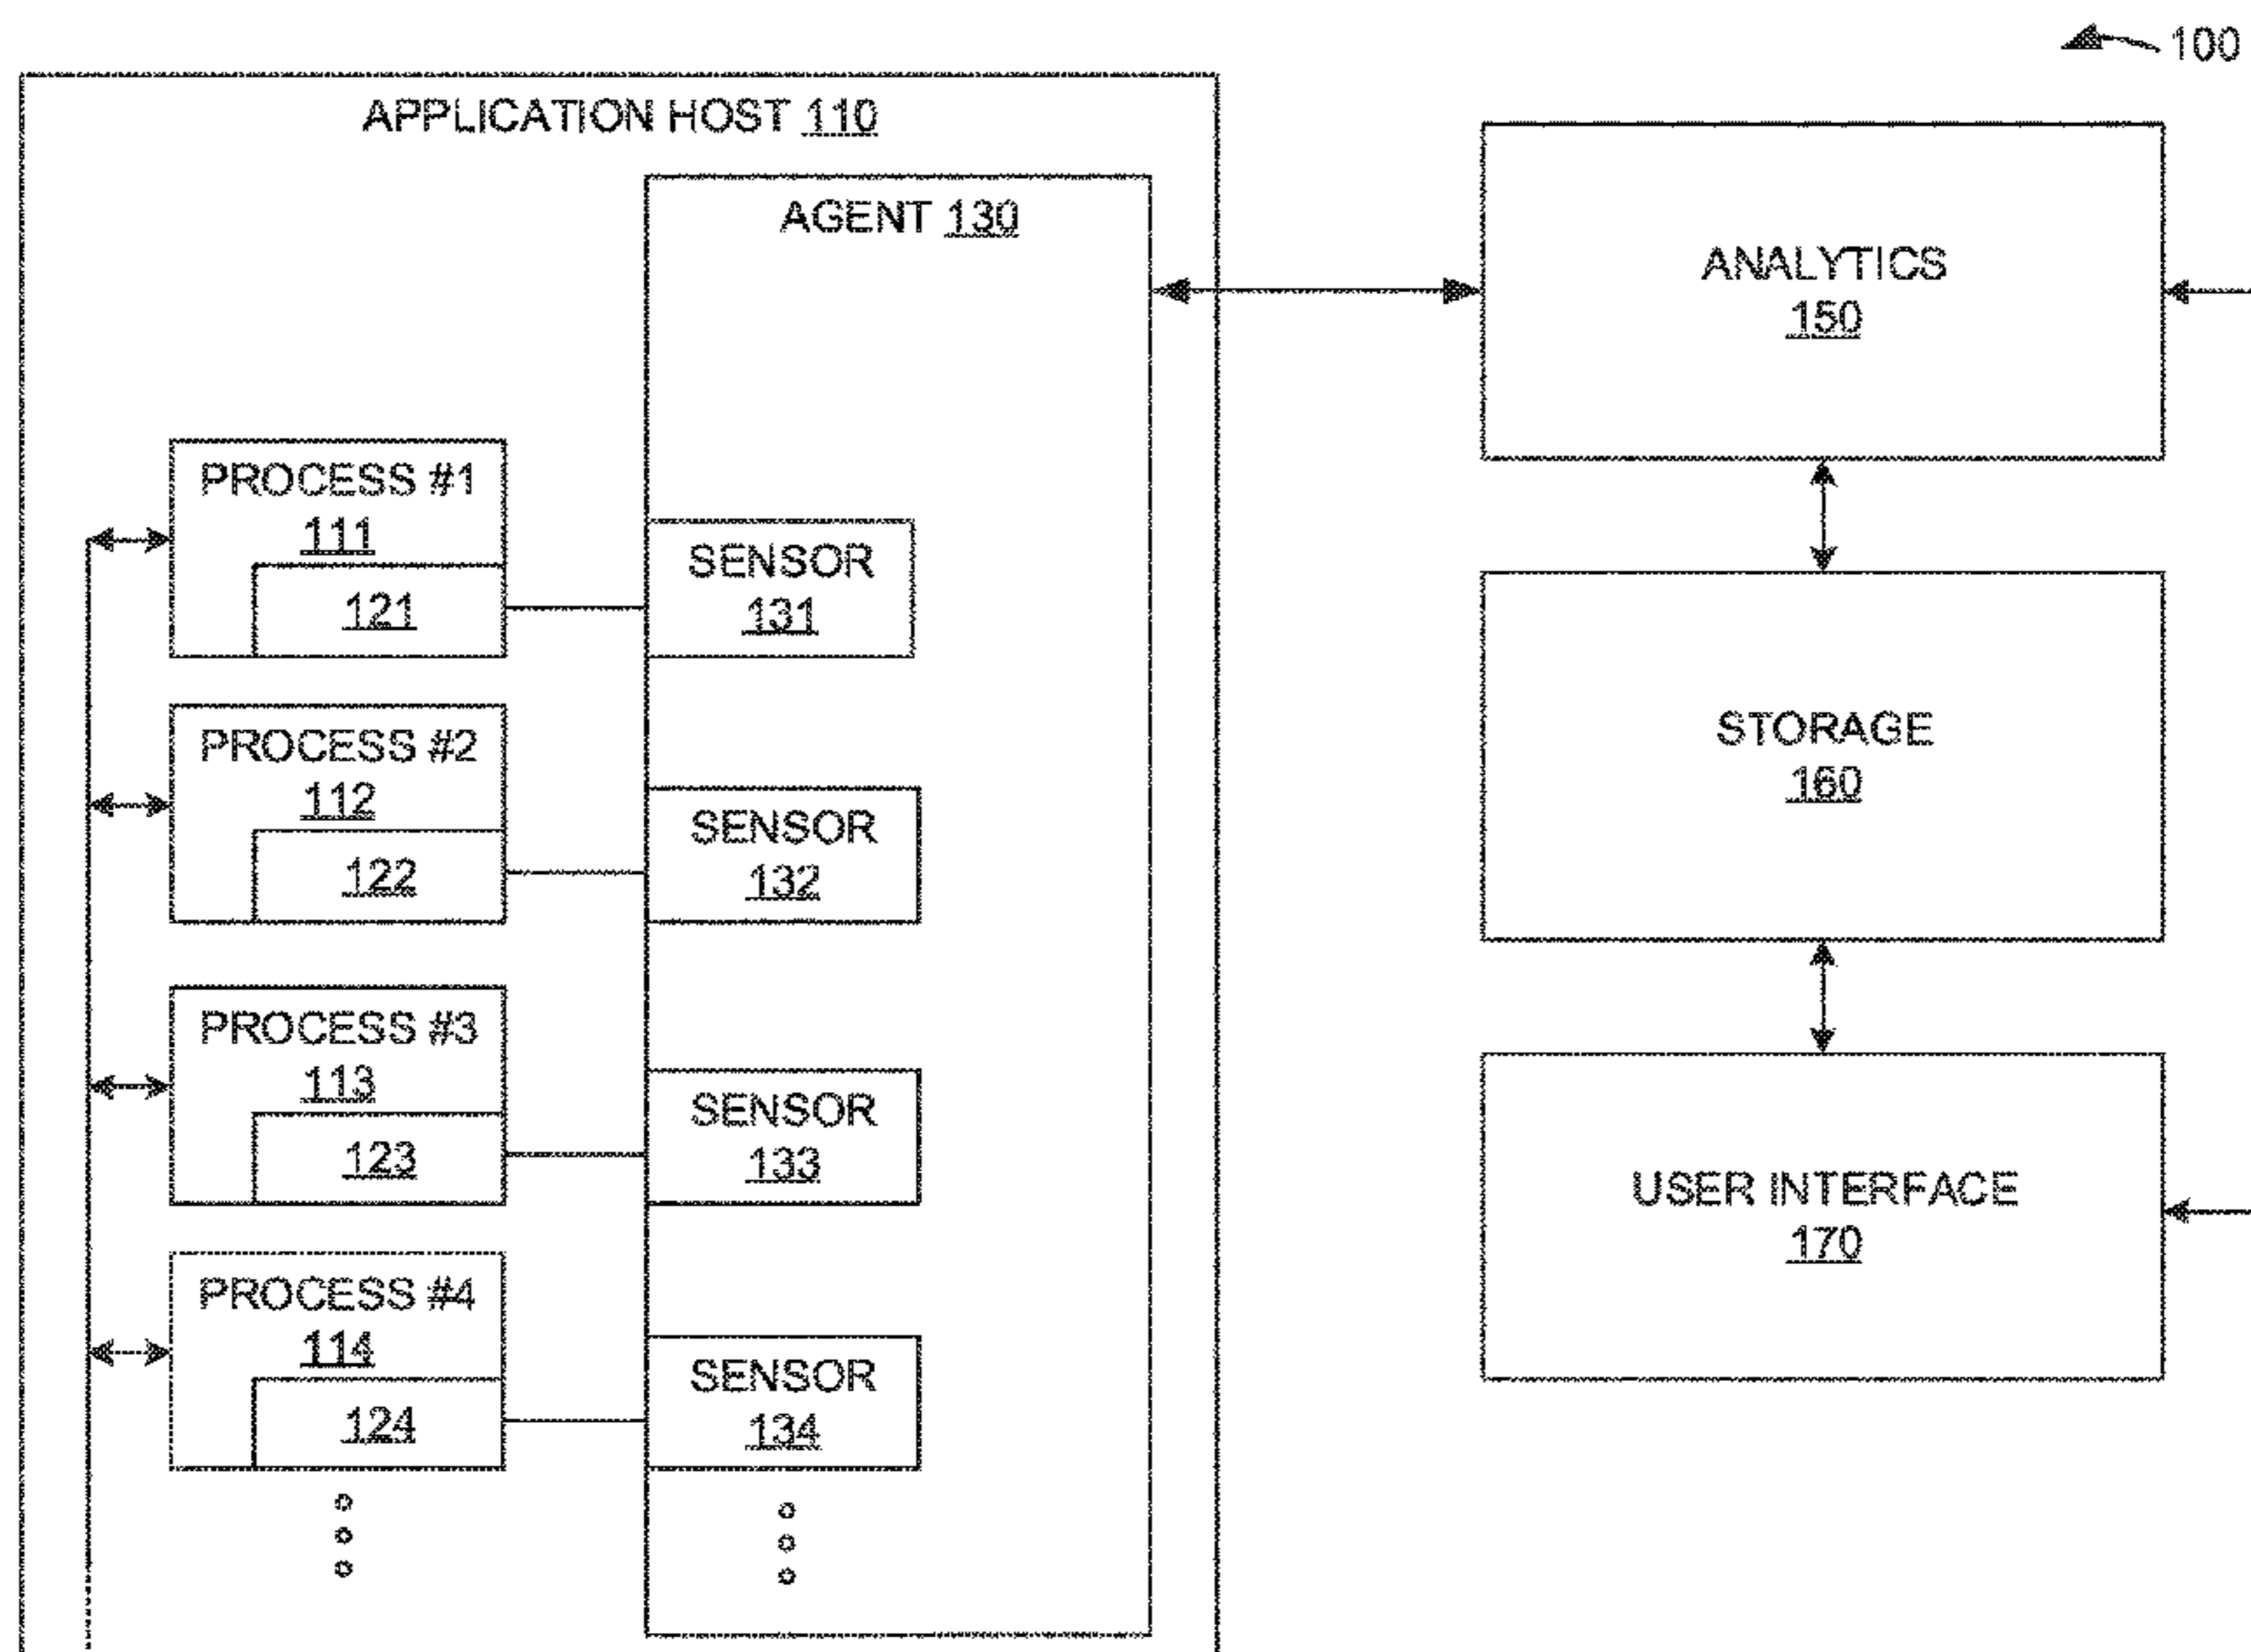 100
APPLICATION HOST 110
AGENT 130
ANALYTICS
150
PROCESS #1
111
121
SENSOR
131
PROCESS #2
112
122
SENSOR
132
STORAGE
160
PROCESS #3
113
123
SENSOR
133
USER INTERFACE
170
PROCESS #4
114
124
SENSOR
134